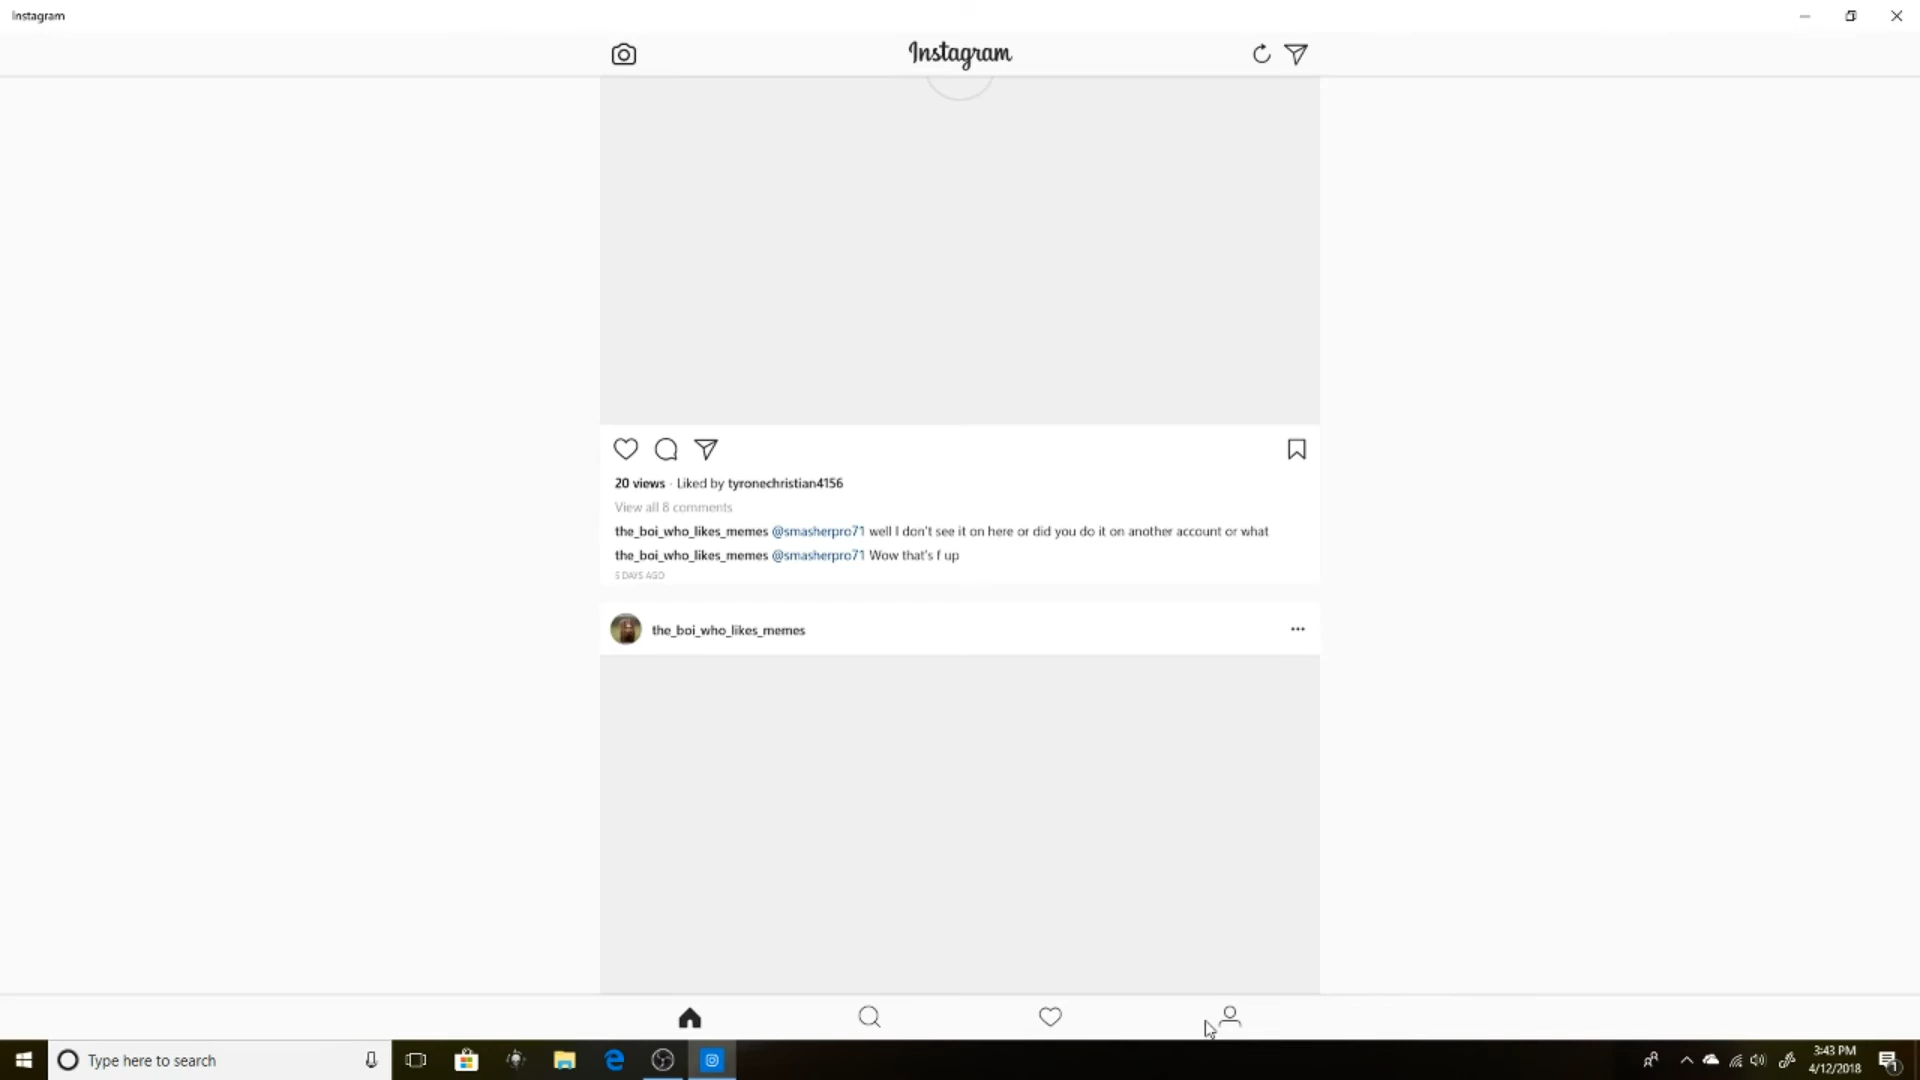 Instagram
Instagram
20 views · Liked by tyronechristian4156
View all 8 comments
the_boi_who_likes_memes @smasherpro71 well I don't see it on here or did you do it on another account or what
the_boi_who_likes_memes @smasherpro71 Wow that's f up
5 DAYS AGO
the_boi_who_likes_memes
Type here to search
3:43 PM
4/12/2018
1